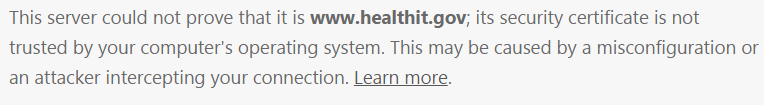 This server could not prove that it is www.healthit.gov; its security certificate is not
trusted by your computer's operating system. This may be caused by a misconfiguration or
an attacker intercepting your connection. Learn more.